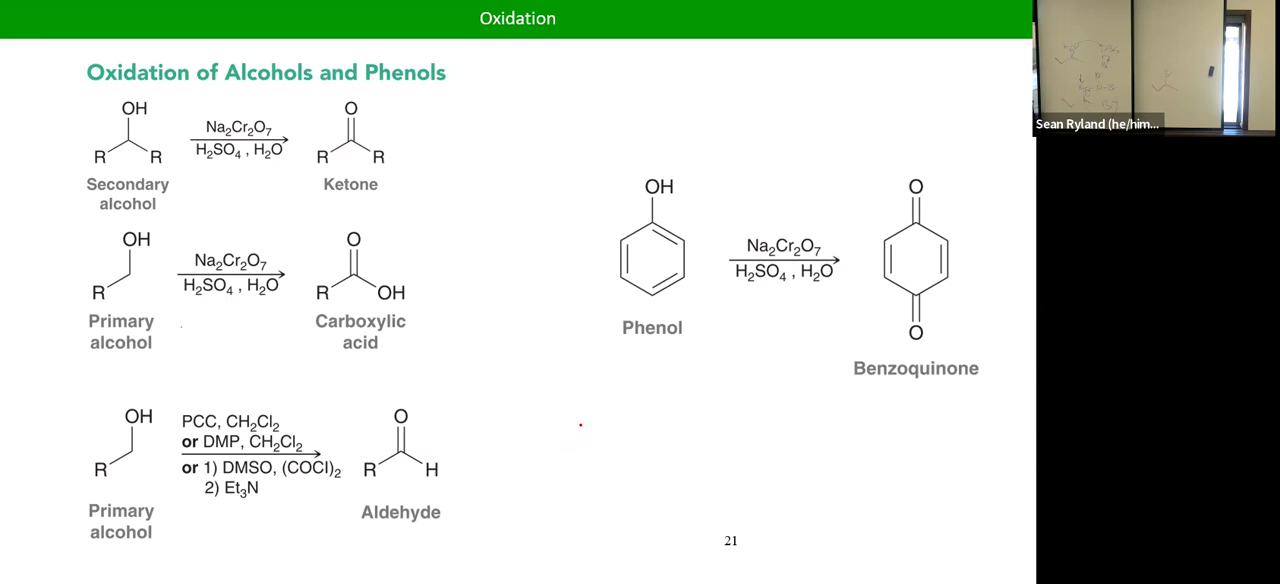 Oxidation
Oxidation of Alcohols and Phenols
OH
R R
Secondary
alcohol
Na₂Cr₂O₇
H₂SO₄ , H₂O
O
R R
Ketone
OH
R
Primary
alcohol
Na₂Cr₂O₇
H₂SO₄ , H₂O
O
R OH
Carboxylic
acid
OH
R
Primary
alcohol
PCC, CH₂Cl₂
or DMP, CH₂Cl₂
or 1) DMSO, (COCl)₂
2) Et₃N
O
R H
Aldehyde
OH
Phenol
Na₂Cr₂O₇
H₂SO₄ , H₂O
O
O
Benzoquinone
21
Sean Ryland (he/him...